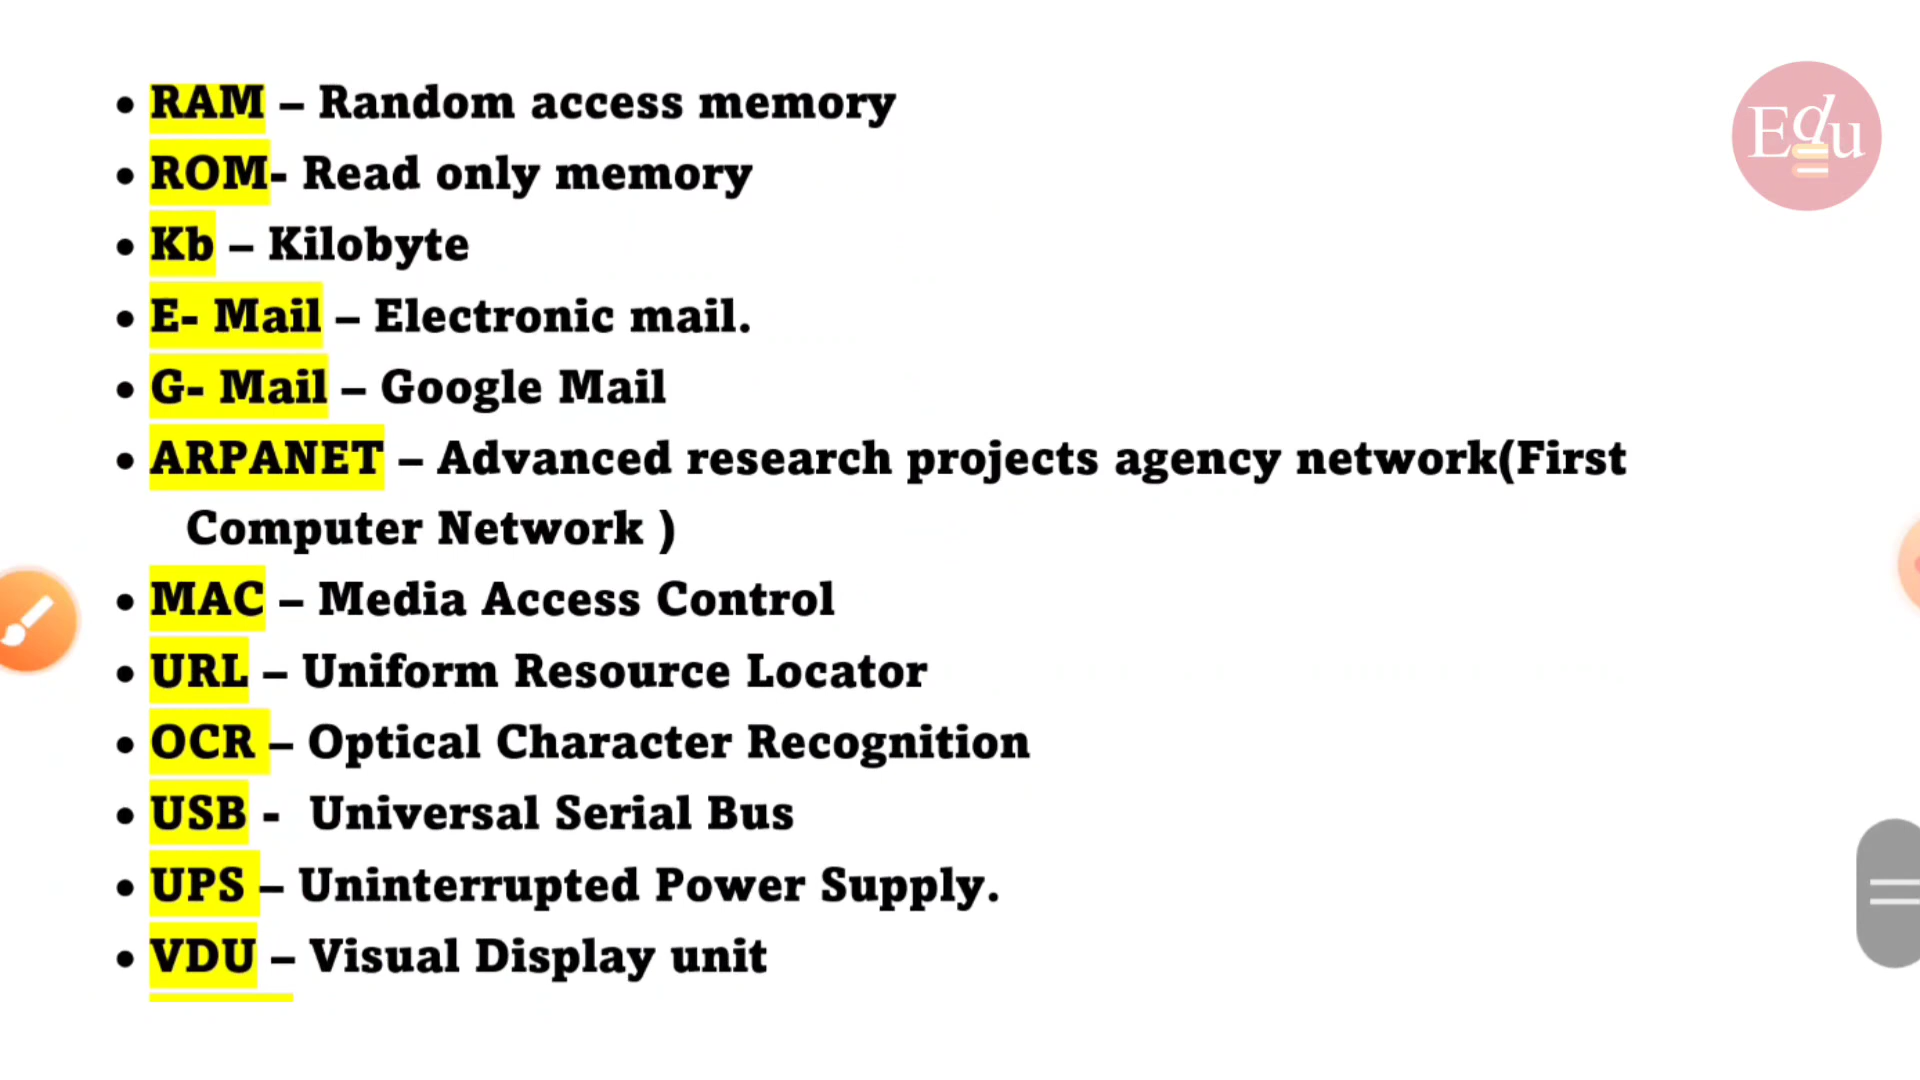 Edu
• RAM – Random access memory
• ROM- Read only memory
• Kb – Kilobyte
• E- Mail – Electronic mail.
• G- Mail – Google Mail
• ARPANET – Advanced research projects agency network(First
Computer Network )
• MAC – Media Access Control
• URL – Uniform Resource Locator
• OCR – Optical Character Recognition
• USB -  Universal Serial Bus
• UPS – Uninterrupted Power Supply.
• VDU – Visual Display unit